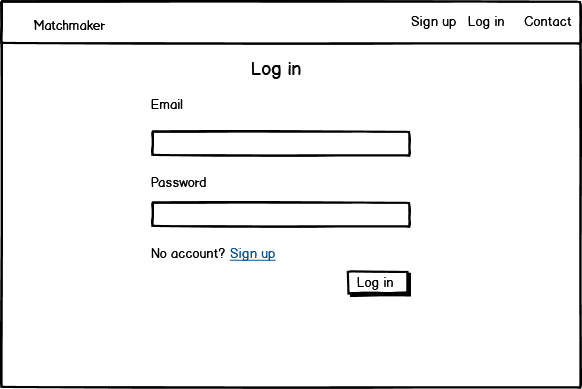 Matchmaker Sign up Log in Contact
Log in
Email
Password
No account? Sign up
Log in